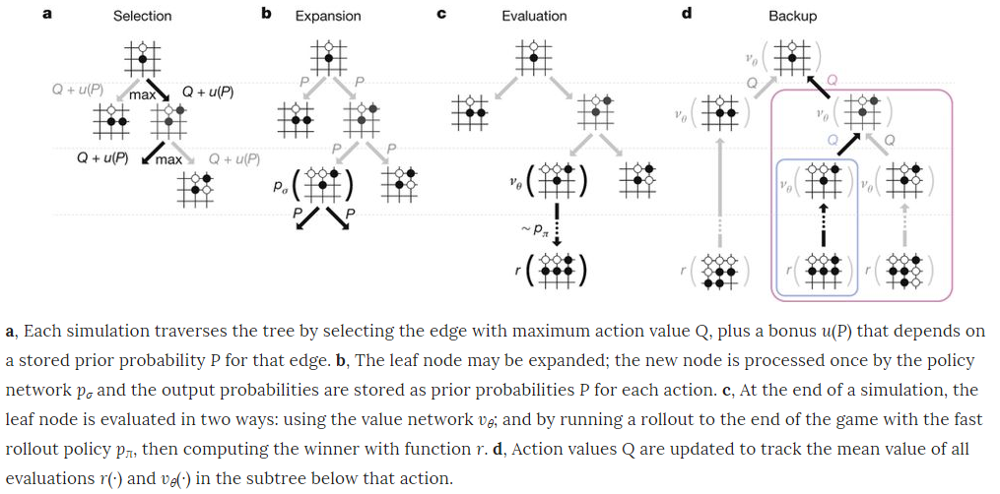 a Selection b Expansion c Evaluation d Backup
Q + u(P) max Q + u(P)
Q + u(P) max Q + u(P)
P P
P P
pσ
P P
vθ
~ pπ
r
vθ
Q Q
vθ vθ
Q Q
vθ vθ
r r r
a, Each simulation traverses the tree by selecting the edge with maximum action value Q, plus a bonus u(P) that depends on
a stored prior probability P for that edge. b, The leaf node may be expanded; the new node is processed once by the policy
network pσ and the output probabilities are stored as prior probabilities P for each action. c, At the end of a simulation, the
leaf node is evaluated in two ways: using the value network vθ; and by running a rollout to the end of the game with the fast
rollout policy pπ, then computing the winner with function r. d, Action values Q are updated to track the mean value of all
evaluations r(·) and vθ(·) in the subtree below that action.